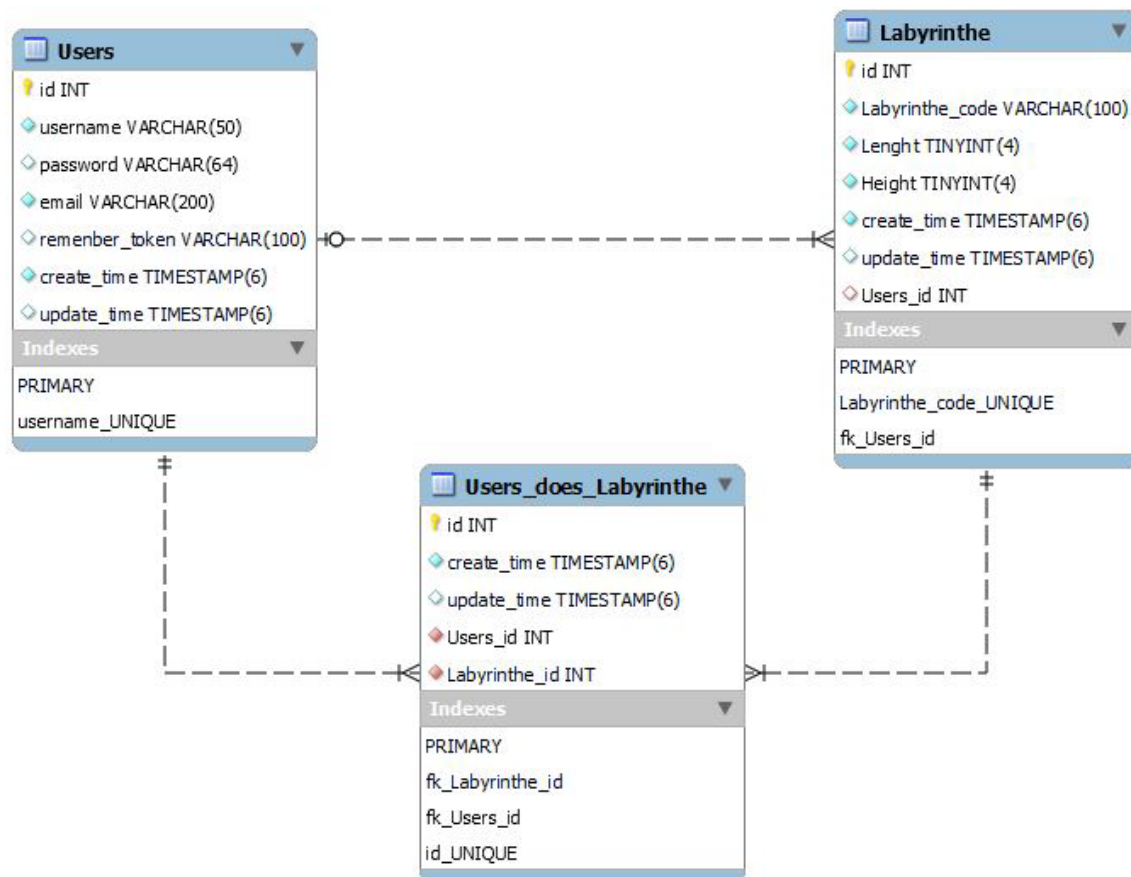 Users
id INT
username VARCHAR(50)
password VARCHAR(64)
email VARCHAR(200)
remenber_token VARCHAR(100)
create_time TIMESTAMP(6)
update_time TIMESTAMP(6)
Indexes
PRIMARY
username_UNIQUE
Labyrinthe
id INT
Labyrinthe_code VARCHAR(100)
Lenght TINYINT(4)
Height TINYINT(4)
create_time TIMESTAMP(6)
update_time TIMESTAMP(6)
Users_id INT
Indexes
PRIMARY
Labyrinthe_code_UNIQUE
fk_Users_id
Users_does_Labyrinthe
id INT
create_time TIMESTAMP(6)
update_time TIMESTAMP(6)
Users_id INT
Labyrinthe_id INT
Indexes
PRIMARY
fk_Labyrinthe_id
fk_Users_id
id_UNIQUE